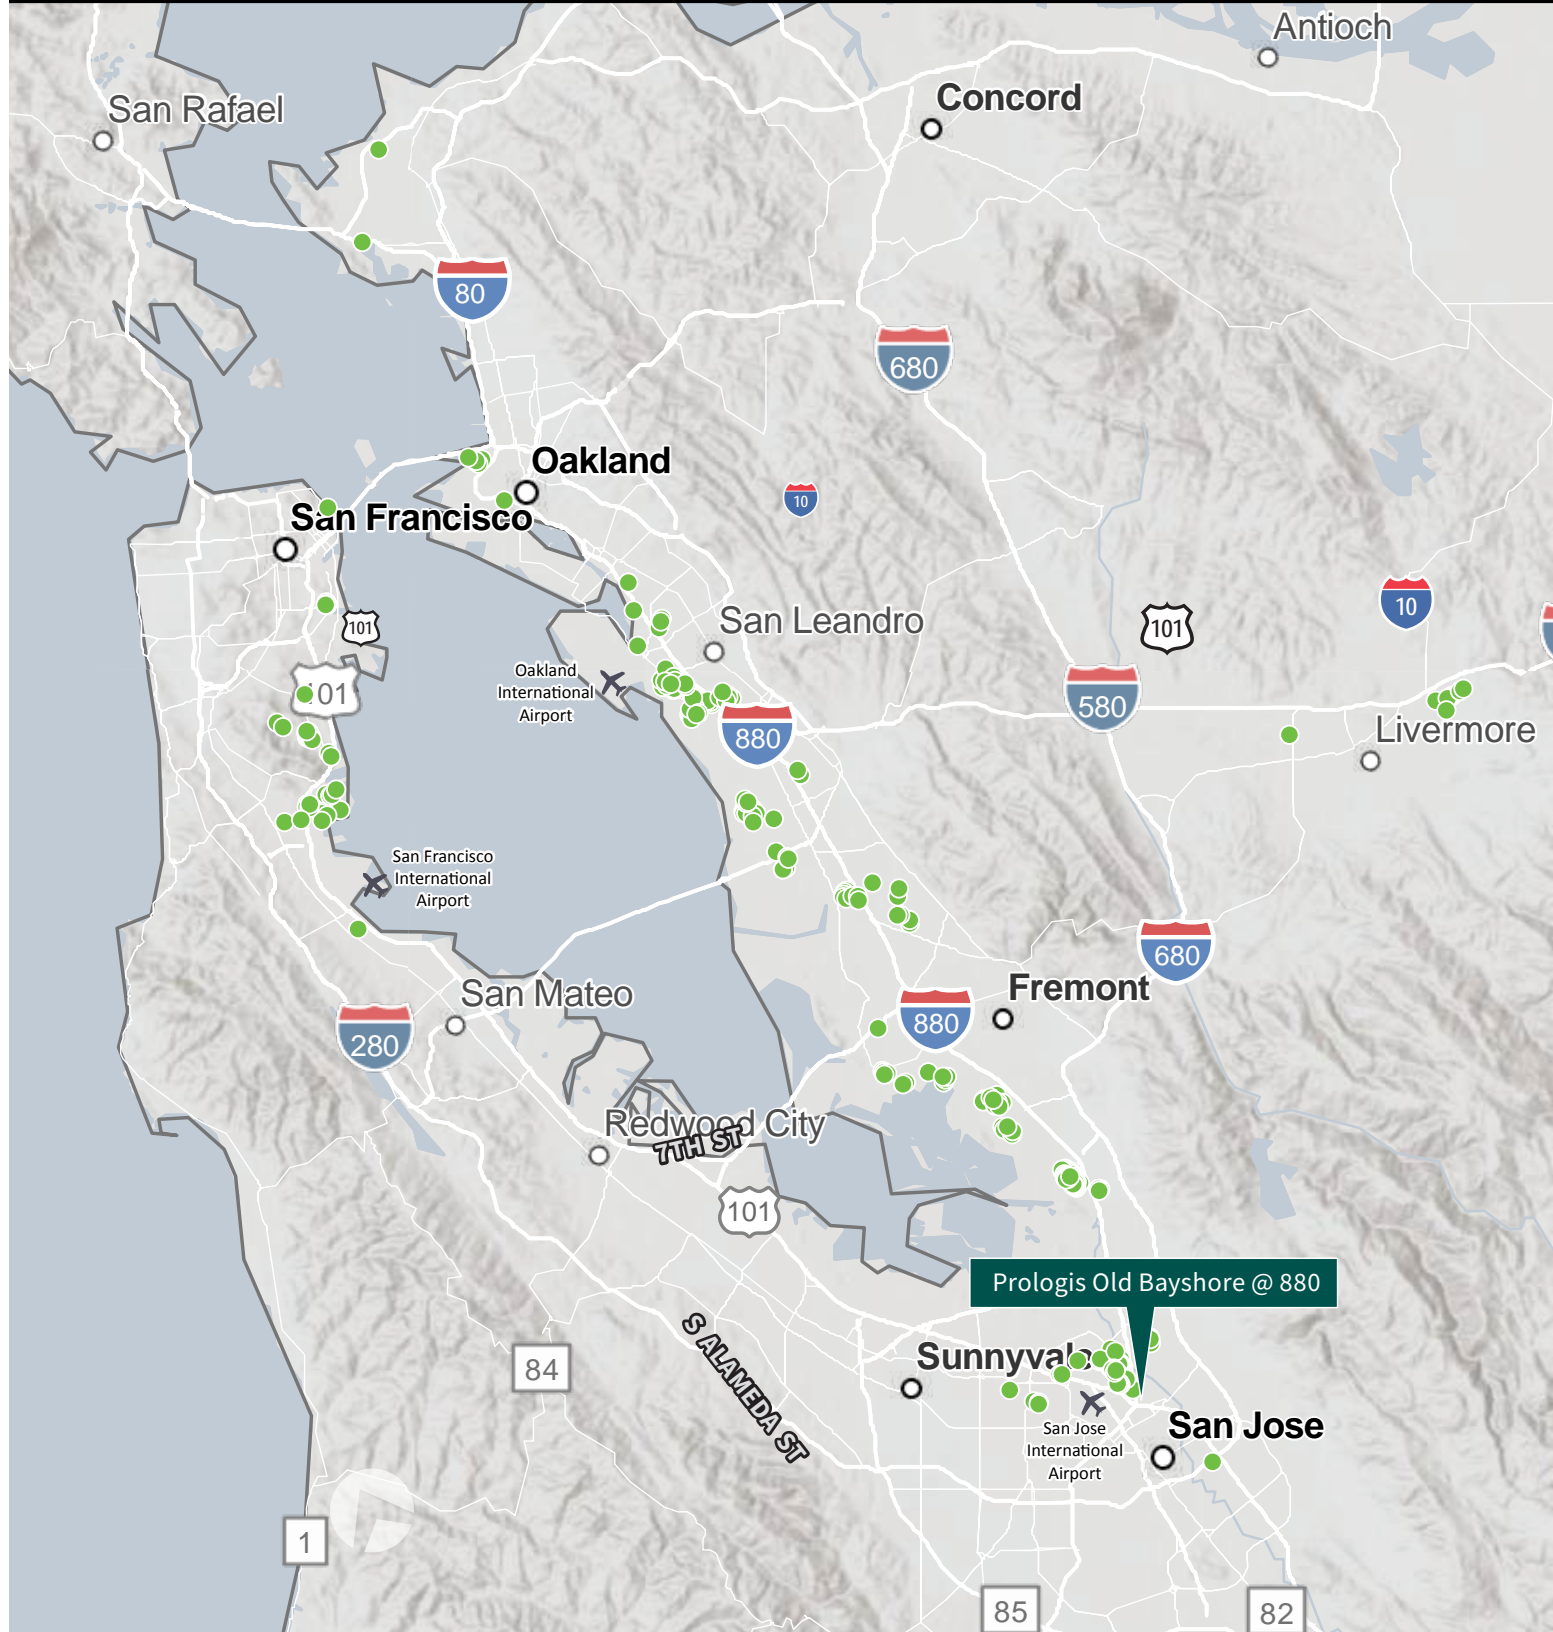 Antioch
San Rafael
Concord
80
680
Oakland
10
San Francisco
10
San Leandro
101
101
Oakland
International
Airport
101
580
Livermore
880
San Francisco
International
Airport
680
San Mateo
Fremont
880
280
Redwood City
7TH ST
101
Prologis Old Bayshore @ 880
S ALAMEDA ST
Sunnyvale
84
San Jose
San Jose
International
Airport
1
85
82